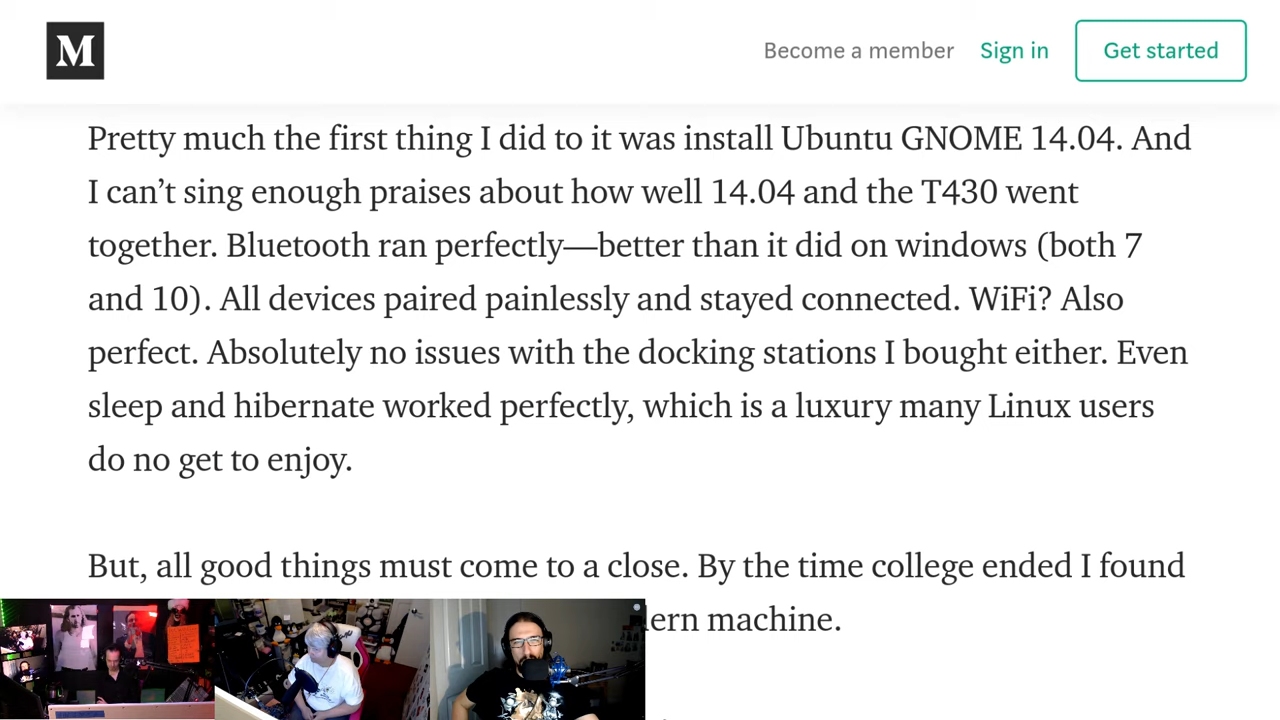 M
Become a member Sign in Get started
Pretty much the first thing I did to it was install Ubuntu GNOME 14.04. And
I can’t sing enough praises about how well 14.04 and the T430 went
together. Bluetooth ran perfectly—better than it did on windows (both 7
and 10). All devices paired painlessly and stayed connected. WiFi? Also
perfect. Absolutely no issues with the docking stations I bought either. Even
sleep and hibernate worked perfectly, which is a luxury many Linux users
do no get to enjoy.
But, all good things must come to a close. By the time college ended I found
machine.